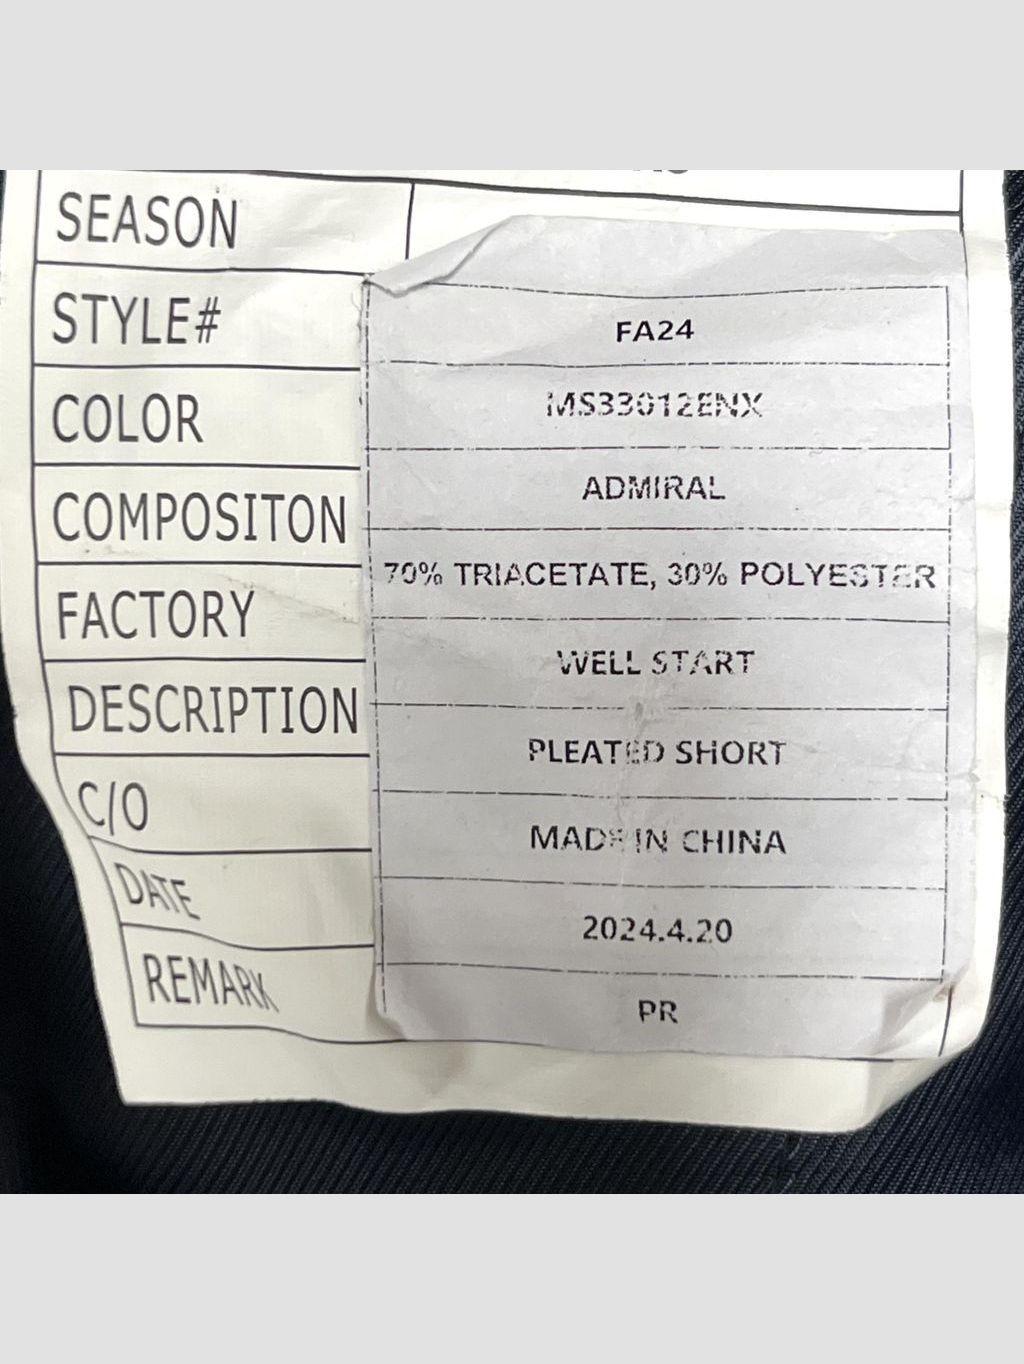 SEASON
STYLE#
COLOR
COMPOSITON
FACTORY
DESCRIPTION
C/O
DATE
REMARK
FA24
MS33012ENX
ADMIRAL
70% TRIACETATE, 30% POLYESTER
WELL START
PLEATED SHORT
MADE IN CHINA
2024.4.20
PR